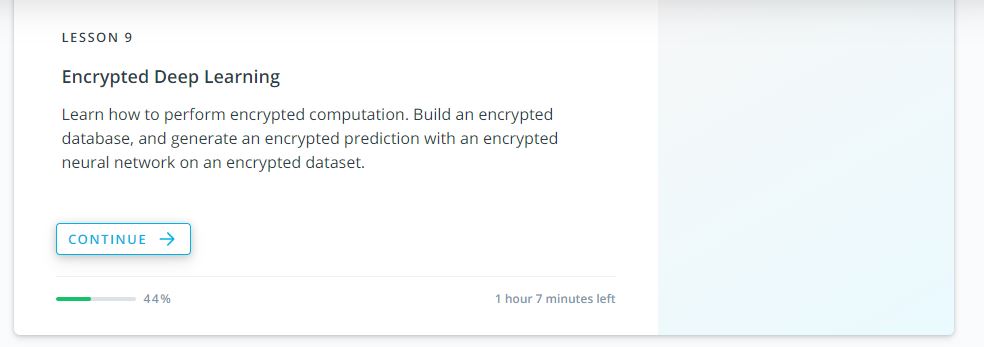 LESSON 9
Encrypted Deep Learning
Learn how to perform encrypted computation. Build an encrypted
database, and generate an encrypted prediction with an encrypted
neural network on an encrypted dataset.
CONTINUE
44%
1 hour 7 minutes left